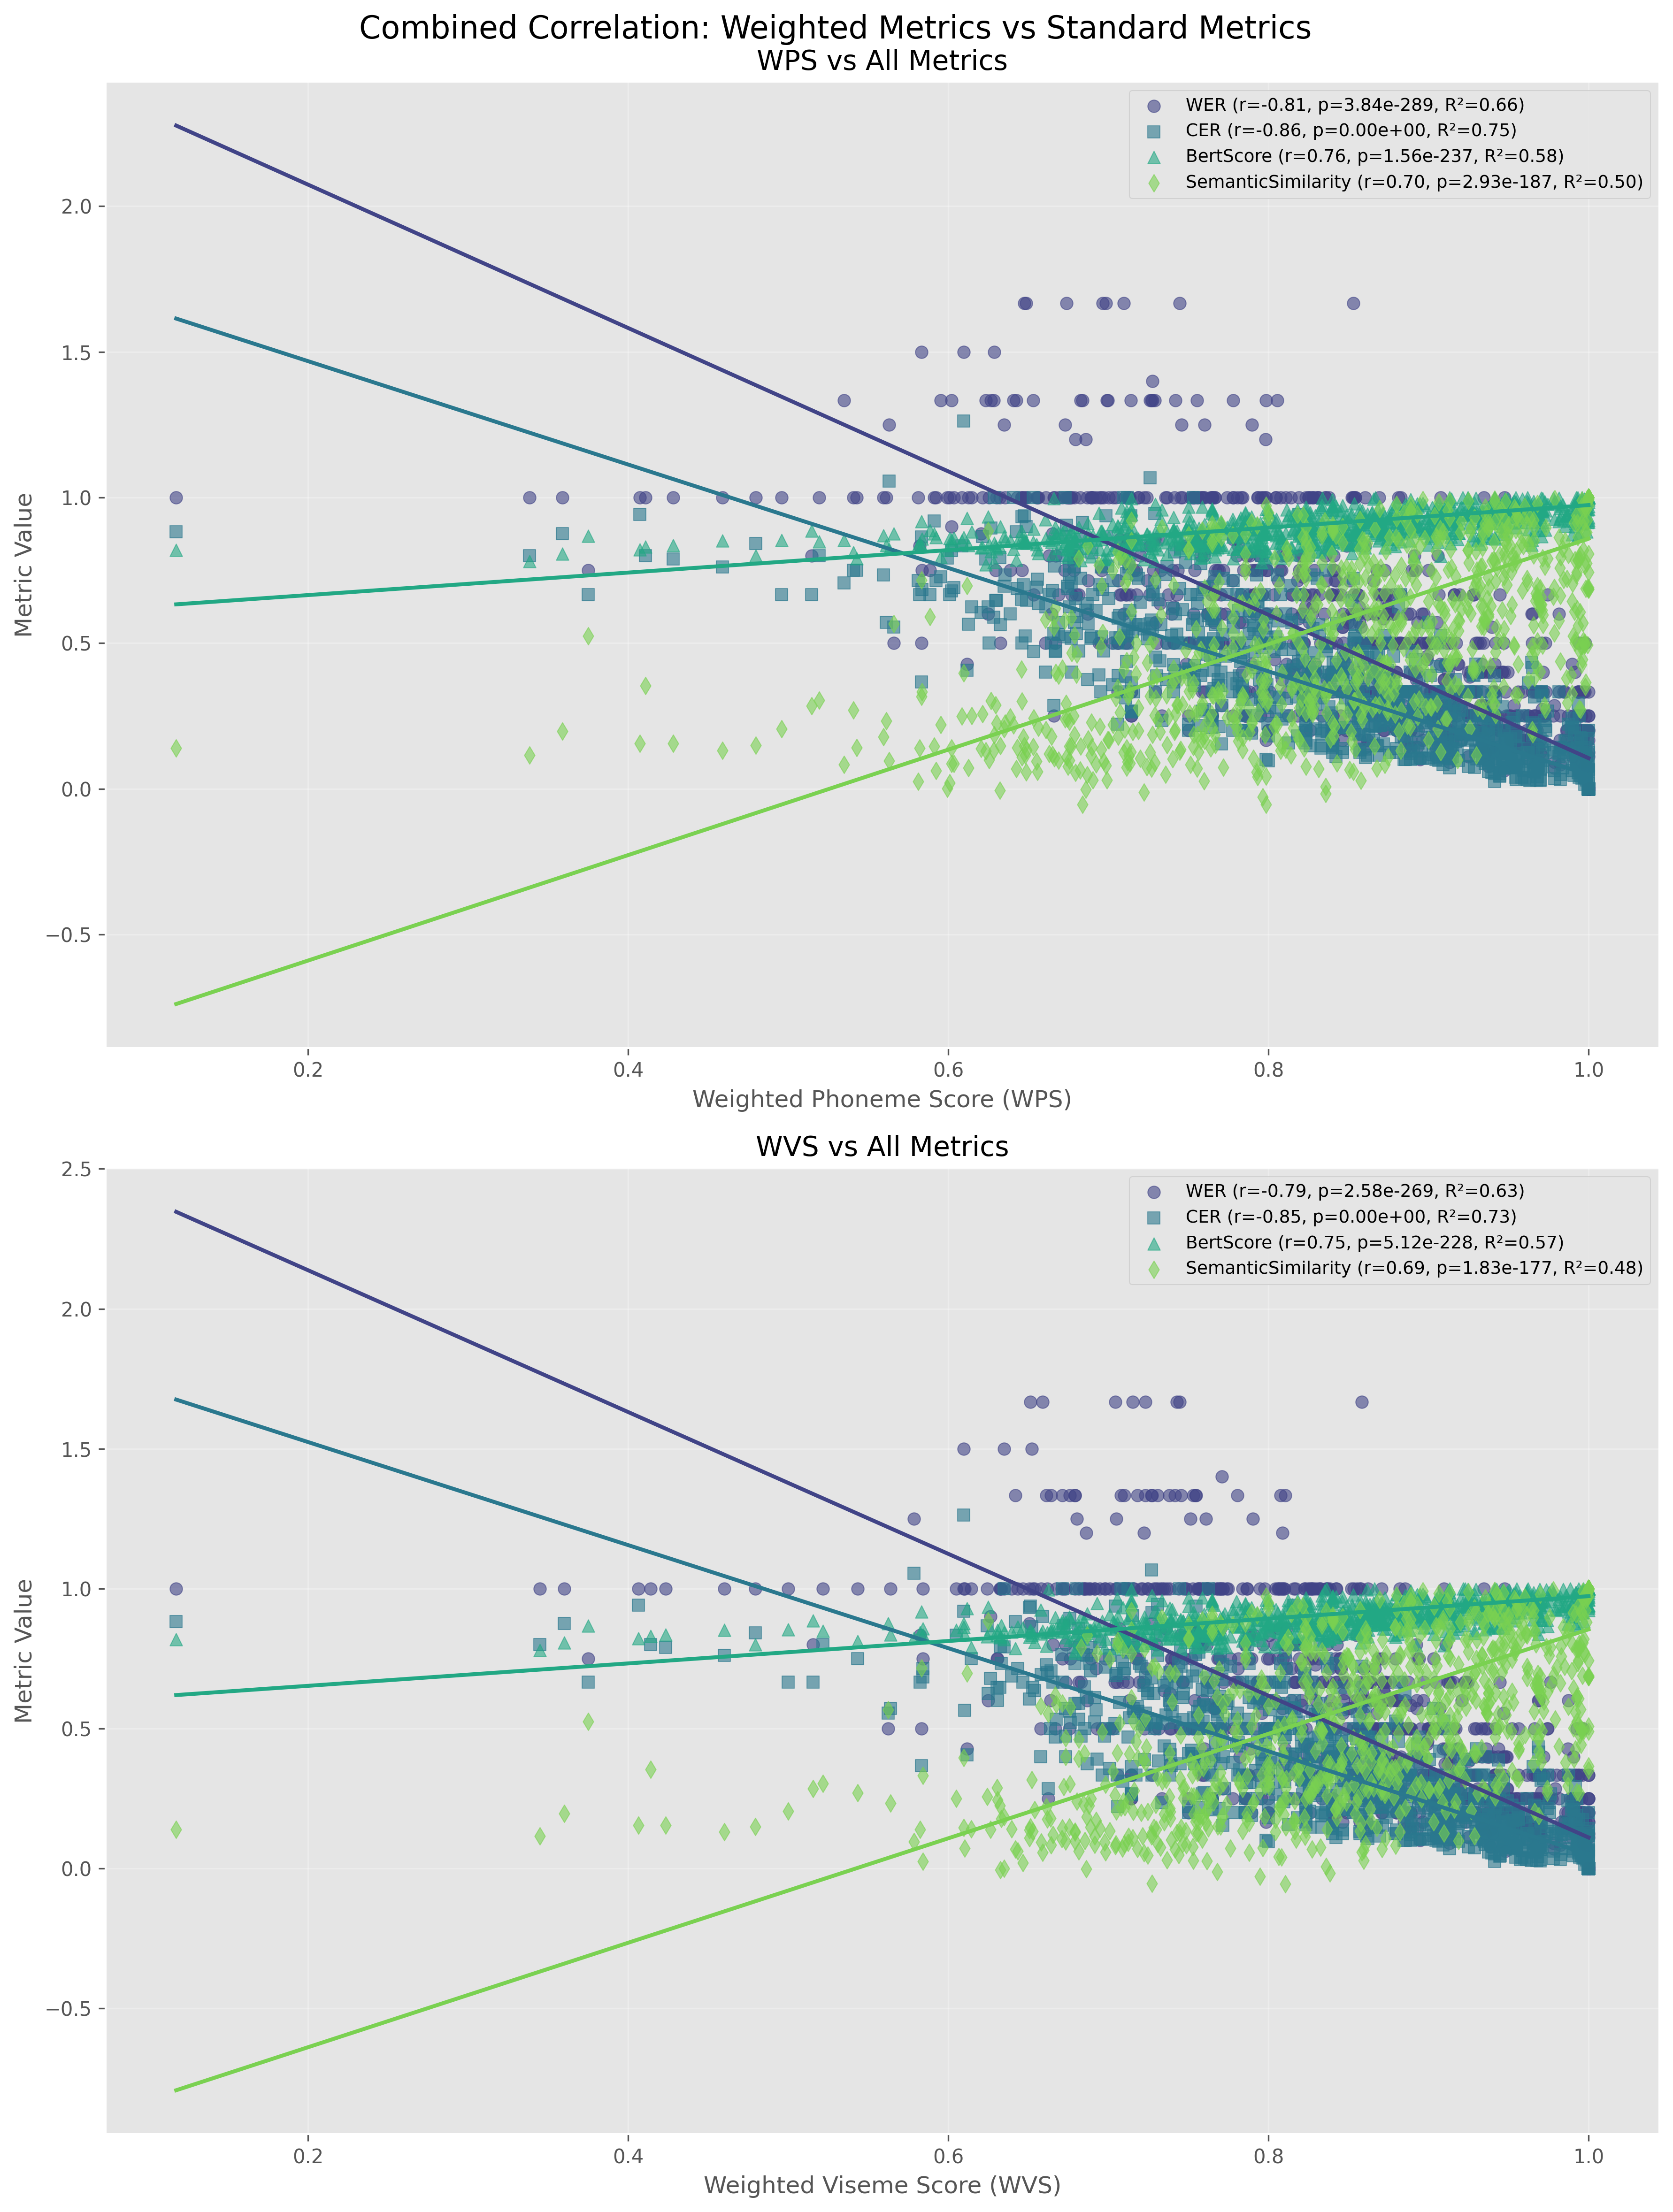 Combined Correlation: Weighted Metrics vs Standard Metrics
WPS vs All Metrics
WER (r=-0.81, p=3.84e-289, R²=0.66)
CER (r=-0.86, p=0.00e+00, R²=0.75)
BertScore (r=0.76, p=1.56e-237, R²=0.58)
SemanticSimilarity (r=0.70, p=2.93e-187, R²=0.50)
Metric Value
2.0
1.5
1.0
0.5
0.0
−0.5
0.2
0.4
0.6
0.8
1.0
Weighted Phoneme Score (WPS)
WVS vs All Metrics
WER (r=-0.79, p=2.58e-269, R²=0.63)
CER (r=-0.85, p=0.00e+00, R²=0.73)
BertScore (r=0.75, p=5.12e-228, R²=0.57)
SemanticSimilarity (r=0.69, p=1.83e-177, R²=0.48)
Metric Value
2.5
2.0
1.5
1.0
0.5
0.0
−0.5
0.2
0.4
0.6
0.8
1.0
Weighted Viseme Score (WVS)